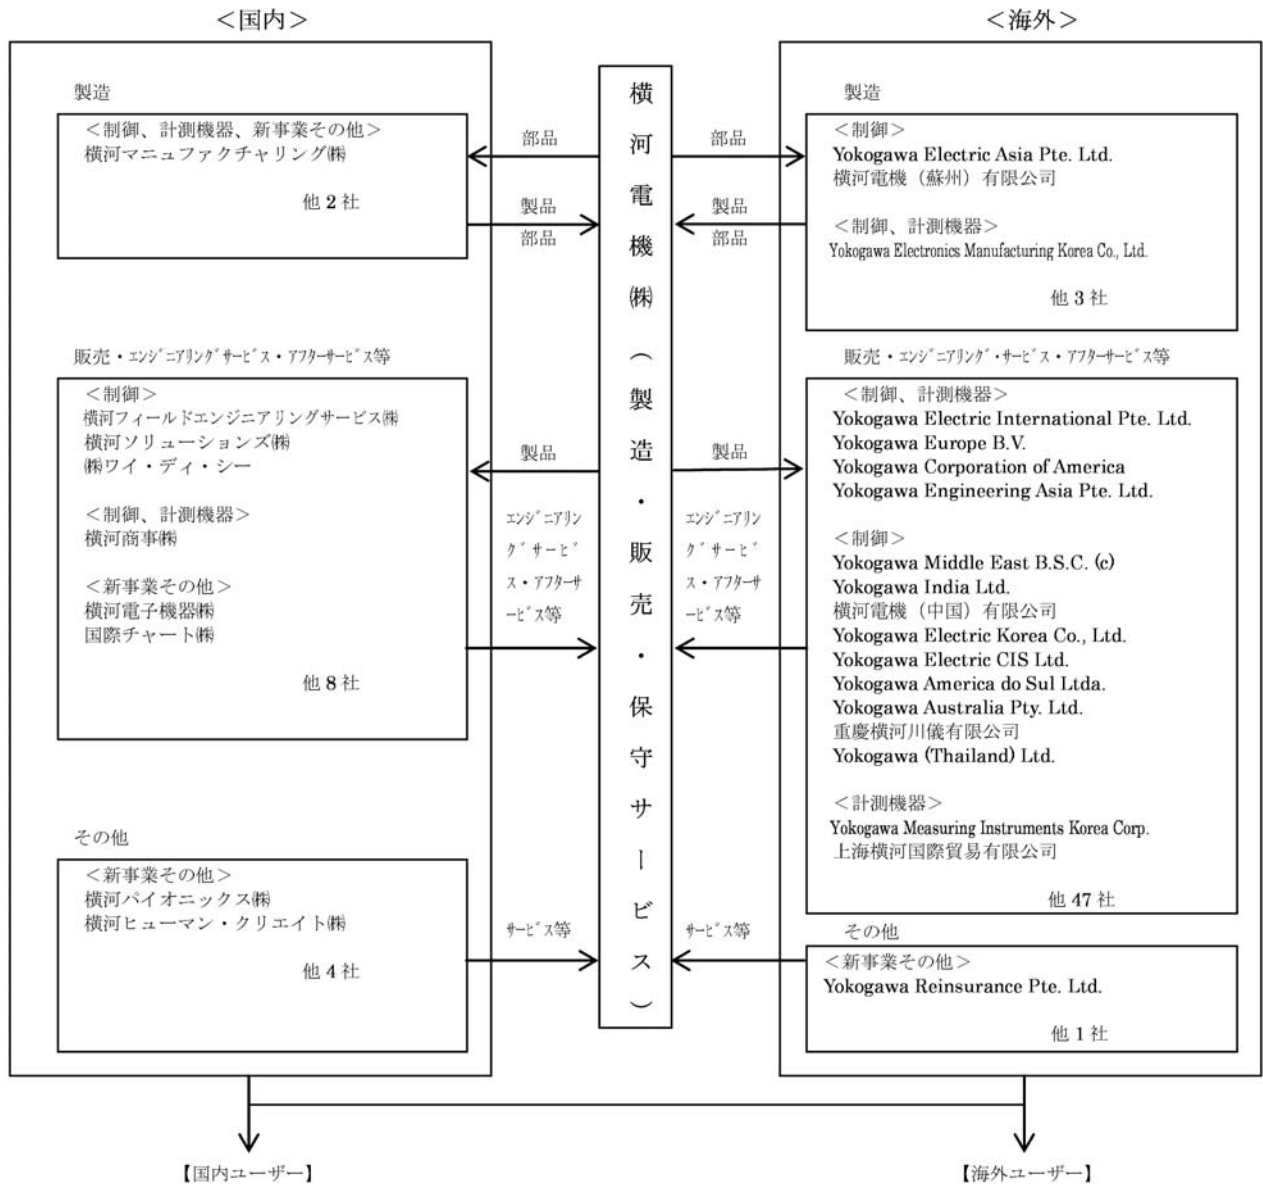 ＜国内＞
製造
＜制御、計測機器、新事業その他＞
横河マニュファクチャリング㈱
他 2 社
販売・ｴﾝｼﾞﾆｱﾘﾝｸﾞｻｰﾋﾞｽ・ｱﾌﾀｰｻｰﾋﾞｽ等
＜制御＞
横河フィールドエンジニアリングサービス㈱
横河ソリューションズ㈱
㈱ワイ・ディ・シー
＜制御、計測機器＞
横河商事㈱
＜新事業その他＞
横河電子機器㈱
国際チャート㈱
他 8 社
その他
＜新事業その他＞
横河パイオニックス㈱
横河ヒューマン・クリエイト㈱
他 4 社
部品
製品
部品
製品
ｴﾝｼﾞﾆｱﾘﾝ
ｸﾞｻｰﾋﾞ
ｽ・ｱﾌﾀｰｻ
ｰﾋﾞｽ等
ｻｰﾋﾞｽ等
横河電機㈱（製造・販売・保守サービス）
部品
製品
部品
製品
ｴﾝｼﾞﾆｱﾘﾝ
ｸﾞｻｰﾋﾞ
ｽ・ｱﾌﾀｰｻ
ｰﾋﾞｽ等
ｻｰﾋﾞｽ等
＜海外＞
製造
＜制御＞
Yokogawa Electric Asia Pte. Ltd.
横河電機（蘇州）有限公司
＜制御、計測機器＞
Yokogawa Electronics Manufacturing Korea Co., Ltd.
他 3 社
販売・ｴﾝｼﾞﾆｱﾘﾝｸﾞ・ｻｰﾋﾞｽ・ｱﾌﾀｰｻｰﾋﾞｽ等
＜制御、計測機器＞
Yokogawa Electric International Pte. Ltd.
Yokogawa Europe B.V.
Yokogawa Corporation of America
Yokogawa Engineering Asia Pte. Ltd.
＜制御＞
Yokogawa Middle East B.S.C. (c)
Yokogawa India Ltd.
横河電機（中国）有限公司
Yokogawa Electric Korea Co., Ltd.
Yokogawa Electric CIS Ltd.
Yokogawa America do Sul Ltda.
Yokogawa Australia Pty. Ltd.
重慶横河川儀有限公司
Yokogawa (Thailand) Ltd.
＜計測機器＞
Yokogawa Measuring Instruments Korea Corp.
上海横河国際貿易有限公司
他 47 社
その他
＜新事業その他＞
Yokogawa Reinsurance Pte. Ltd.
他 1 社
【国内ユーザー】
【海外ユーザー】